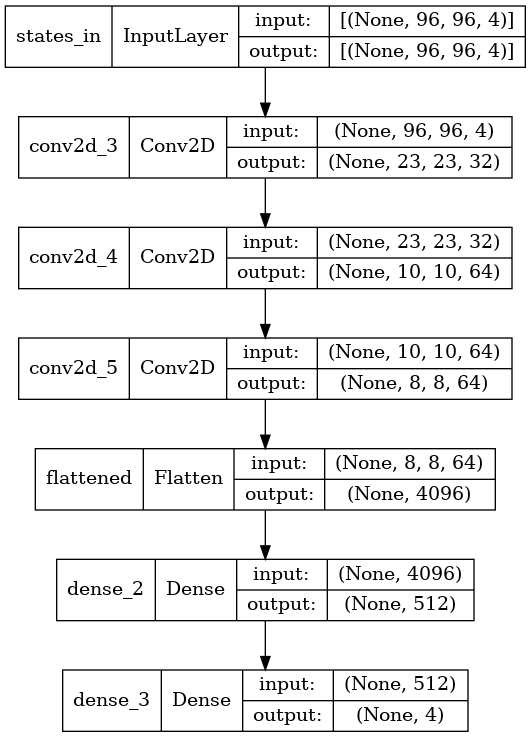 states_in InputLayer input: [(None, 96, 96, 4)]
output: [(None, 96, 96, 4)]
conv2d_3 Conv2D input: (None, 96, 96, 4)
output: (None, 23, 23, 32)
conv2d_4 Conv2D input: (None, 23, 23, 32)
output: (None, 10, 10, 64)
conv2d_5 Conv2D input: (None, 10, 10, 64)
output: (None, 8, 8, 64)
flattened Flatten input: (None, 8, 8, 64)
output: (None, 4096)
dense_2 Dense input: (None, 4096)
output: (None, 512)
dense_3 Dense input: (None, 512)
output: (None, 4)